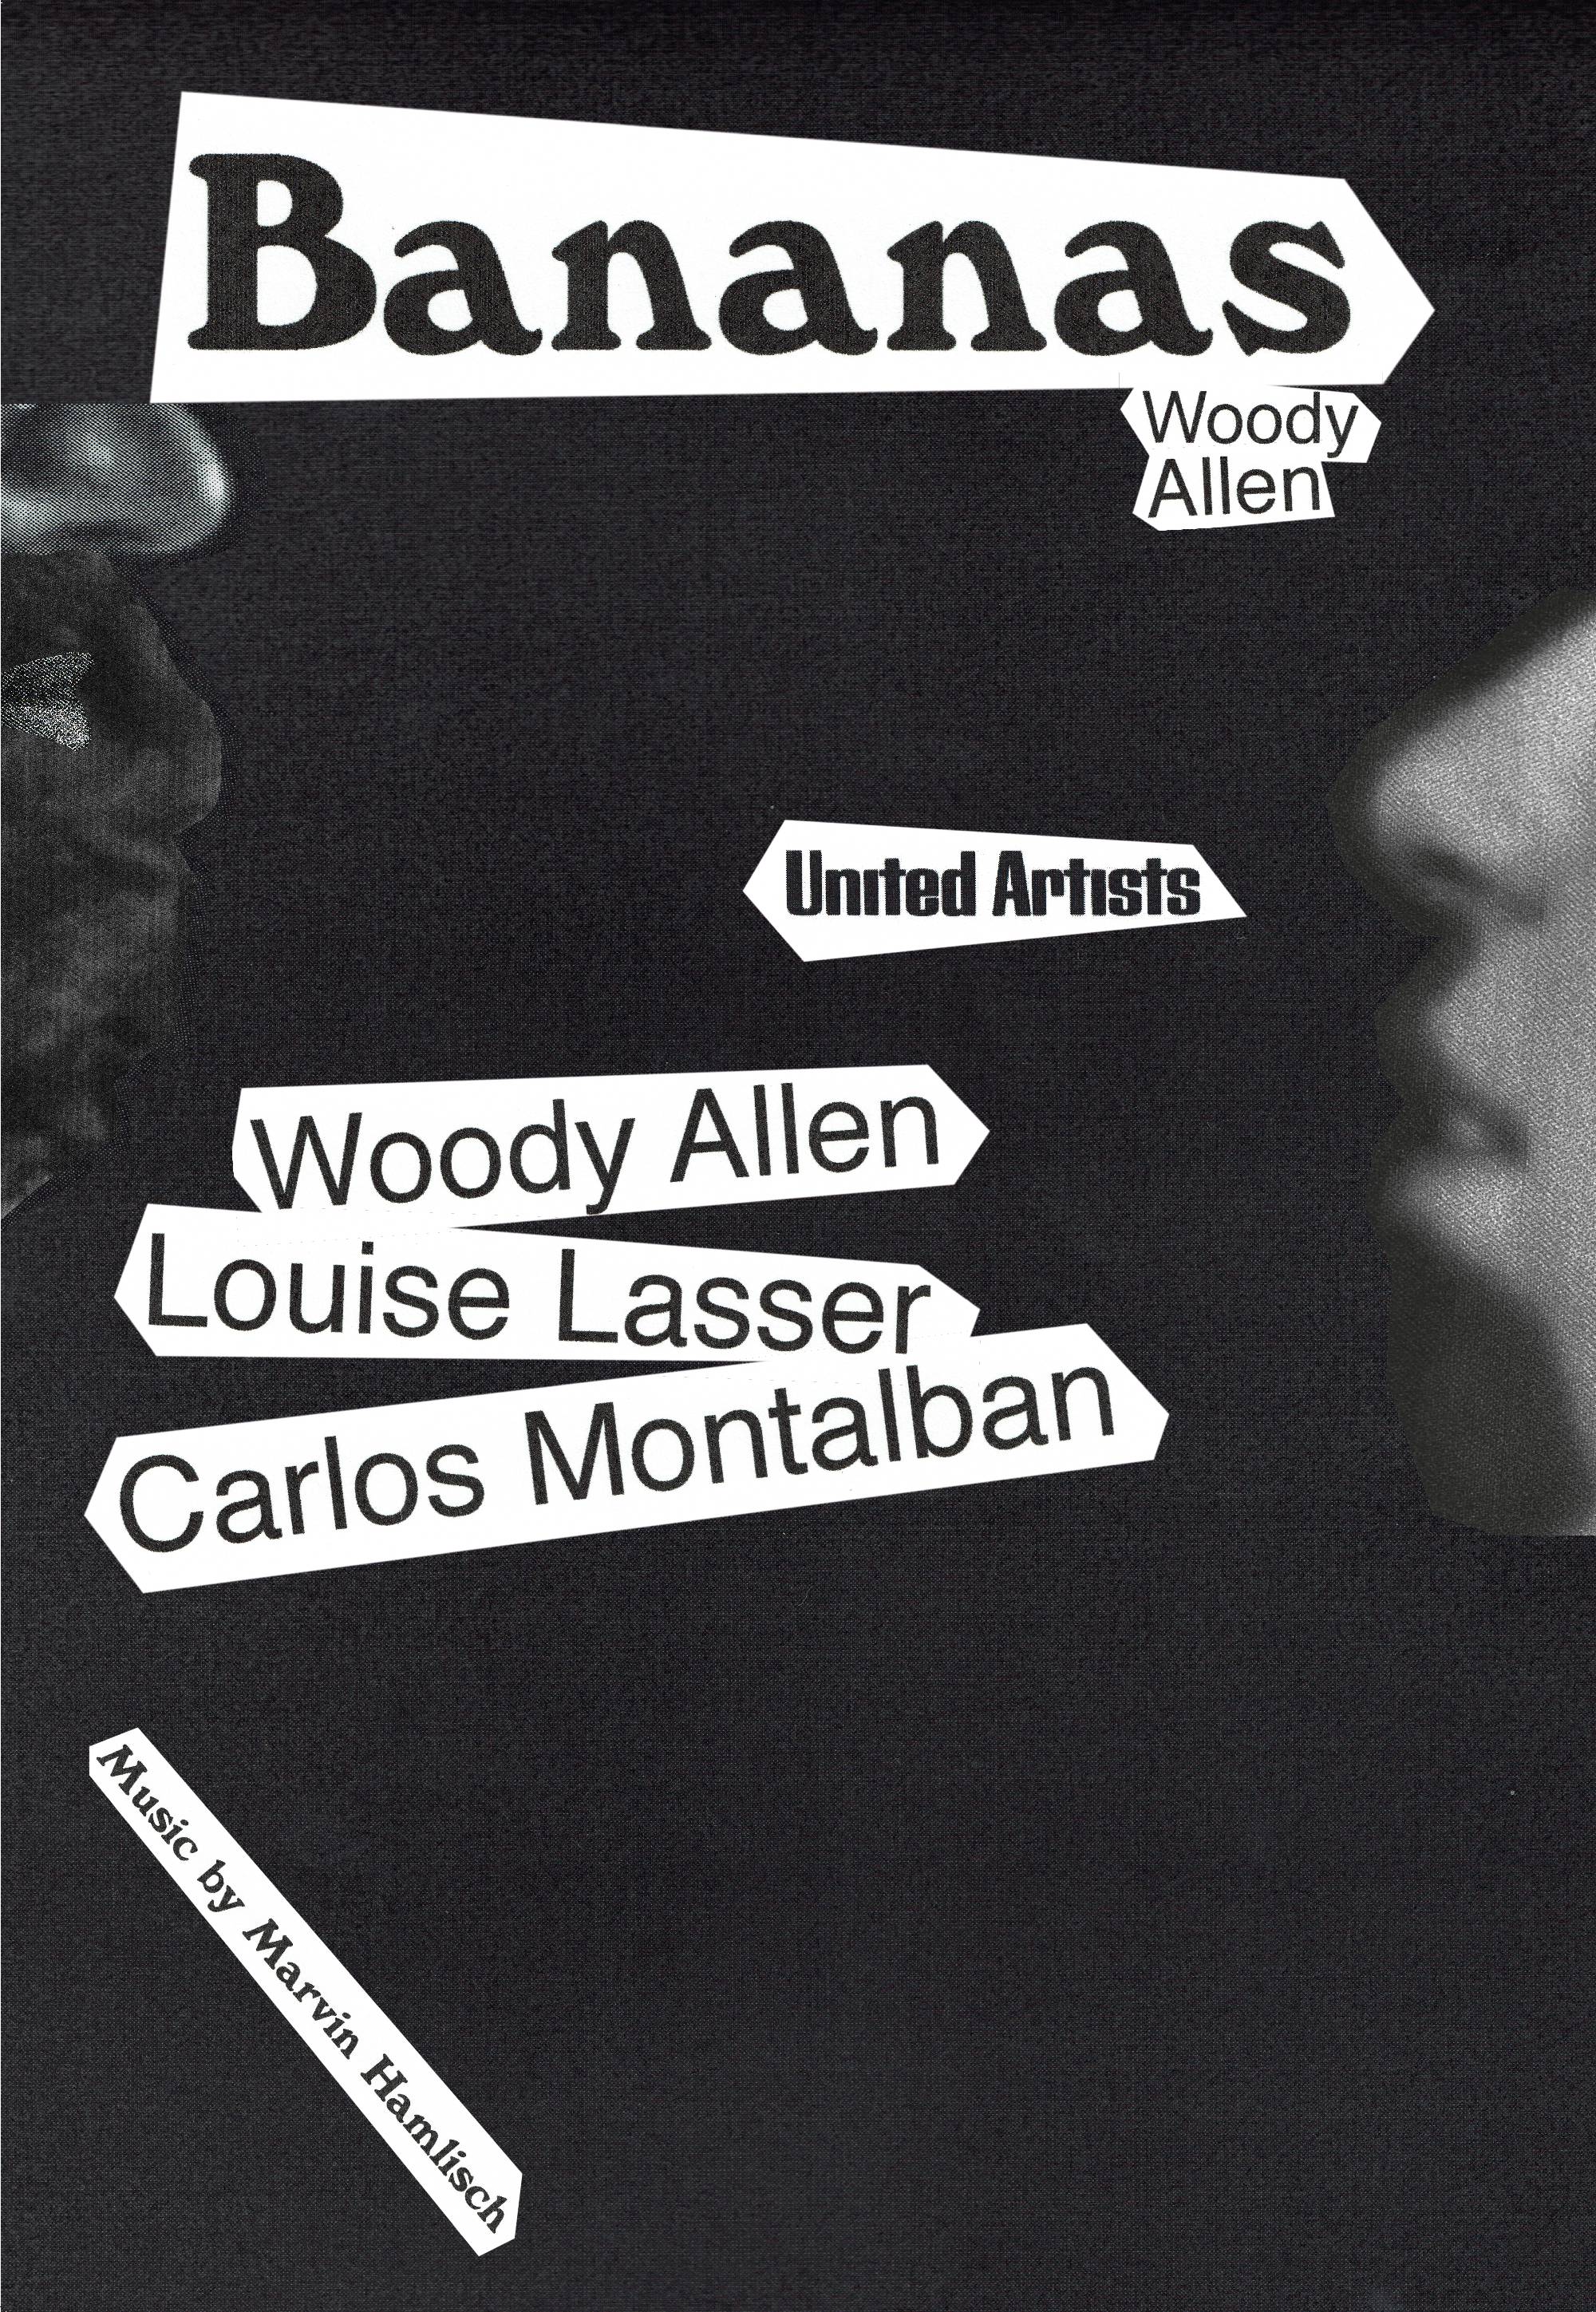 Bananas
Woody
Allen
United Artists
Woody Allen
Louise Lasser
Carlos Montalban
Music by Marvin Hamlisch